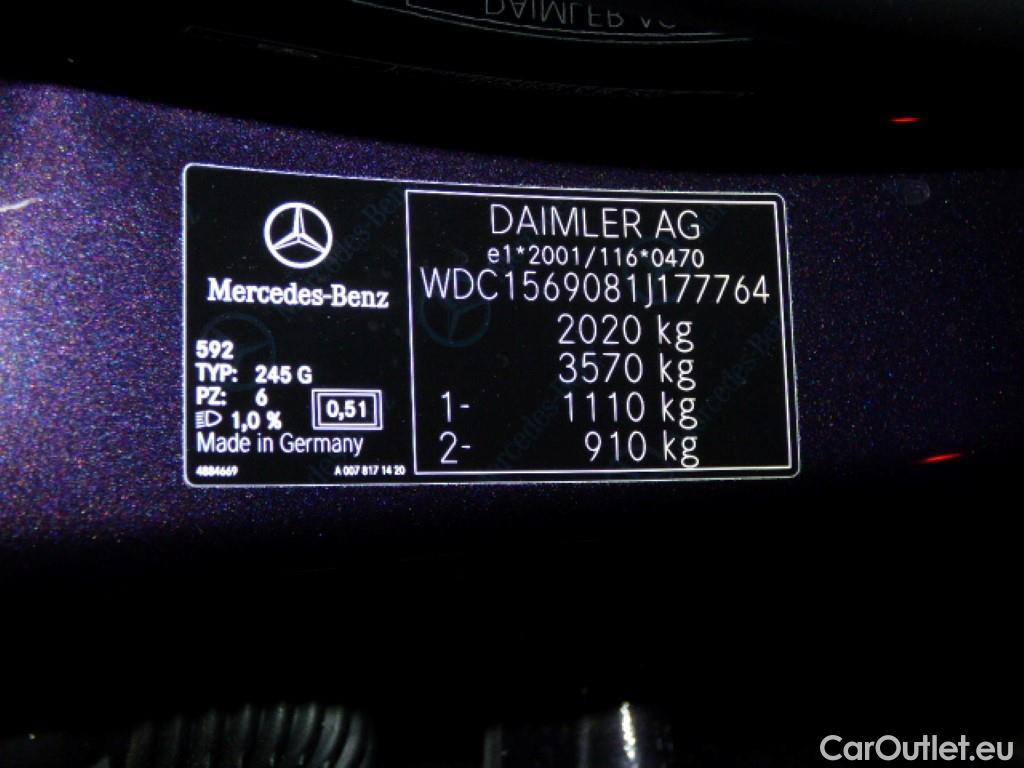 DAIMLER AG
Mercedes-Benz
592
TYP: 245 G
PZ: 6
1,0 %
0,51
Made in Germany
4884669
A 007 817 14 20
DAIMLER AG
e1*2001/116*0470
WDC1569081J177764
2020 kg
3570 kg
1- 1110 kg
2- 910 kg
CarOutlet.eu